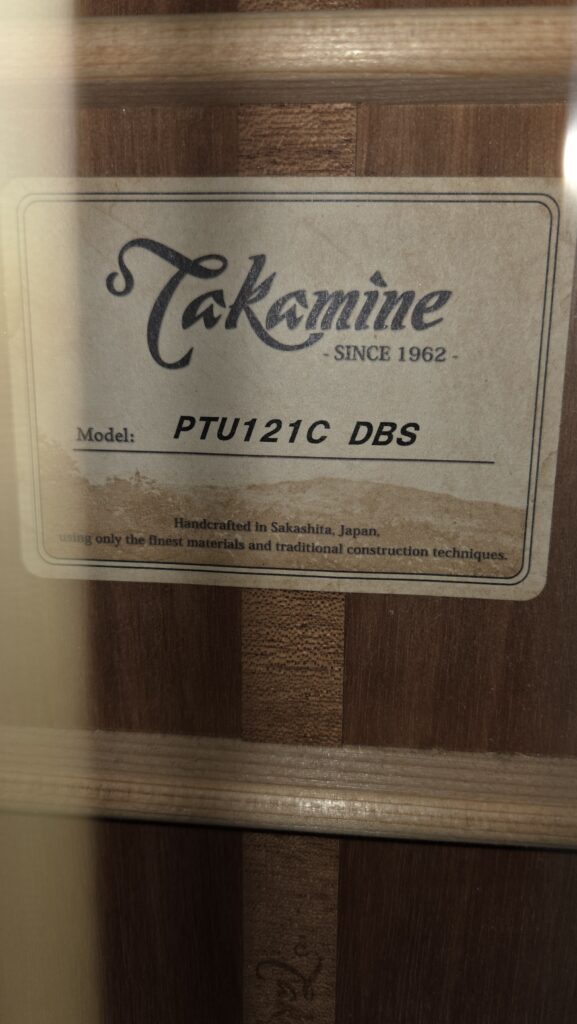 Takamine
- SINCE 1962 -
Model: PTU121C DBS
Handcrafted in Sakashita, Japan,
using only the finest materials and traditional construction techniques.